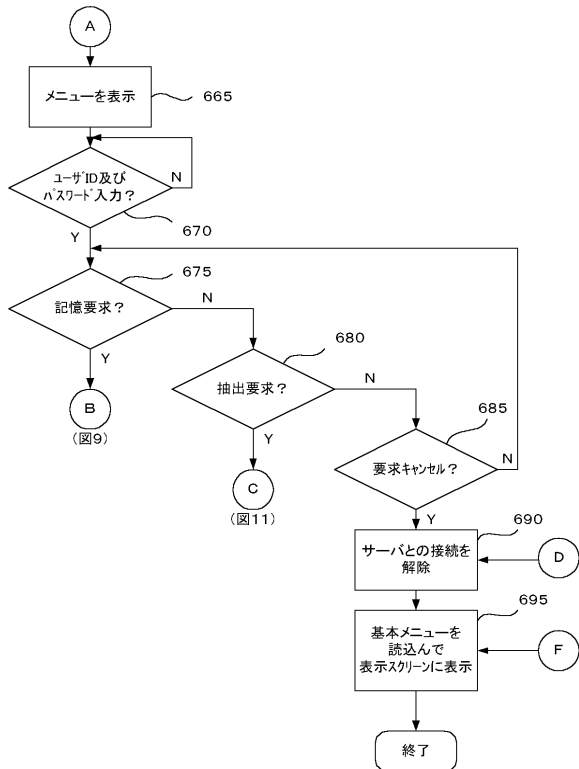 A
メニューを表示
665
ユーザID及び
パスワード入力？
N
670
Y
675
記憶要求？
N
Y
680
抽出要求？
N
B
(図9)
Y
685
要求キャンセル？
N
C
(図11)
Y
690
サーバとの接続を
解除
D
695
基本メニューを
読込んで
表示スクリーンに表示
F
終了